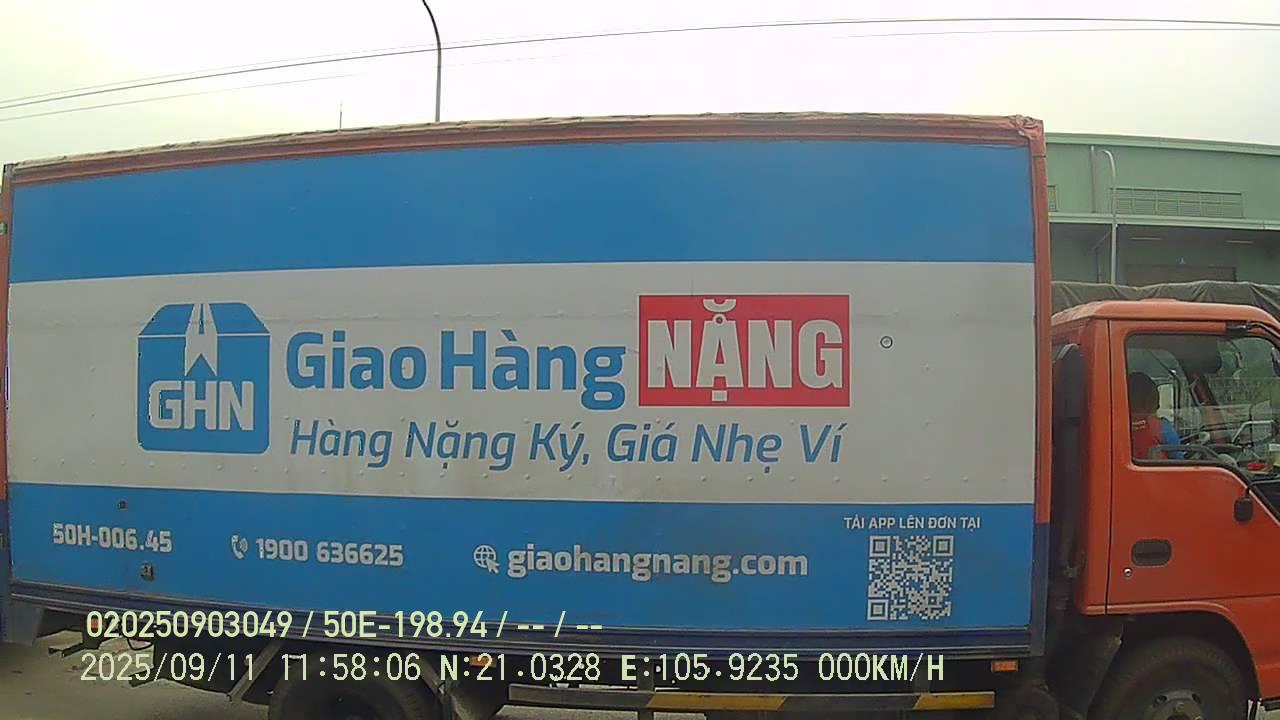 GHN
Giao Hàng NẶNG
Hàng Nặng Ký, Giá Nhẹ Ví
TẢI APP LÊN ĐƠN TẠI
50H-006.45
1900 636625
giaohangnang.com
020250903049 / 50E-198.94 / -- / --
2025/09/11 11:58:06 N:21.0328 E:105.9235 000KM/H